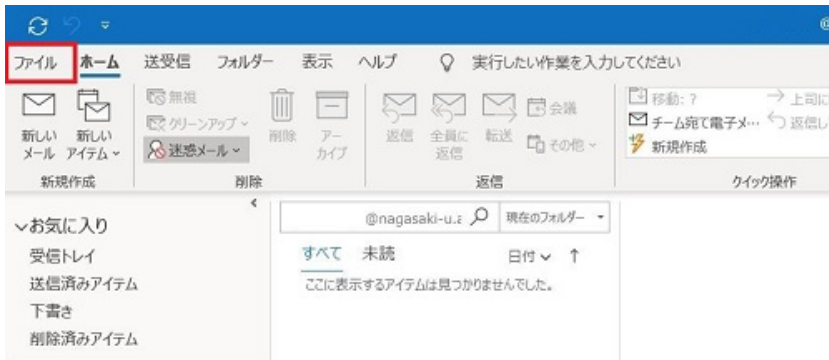 @
ファイル ホーム 送受信 フォルダー 表示 ヘルプ 実行したい作業を入力してください
無視
クリーンアップ
迷惑メール
新しい
メール
新しい
アイテム
削除
アー
カイブ
返信
全員に
返信
転送
会議
その他
移動: ?
チーム宛て電子メ…
新規作成
上司に
返信し
新規作成 削除 返信 クイック操作
お気に入り
受信トレイ
送信済みアイテム
下書き
削除済みアイテム
@nagasaki-u.a 現在のフォルダー
すべて 未読 日付 ↑
ここに表示するアイテムは見つかりませんでした。